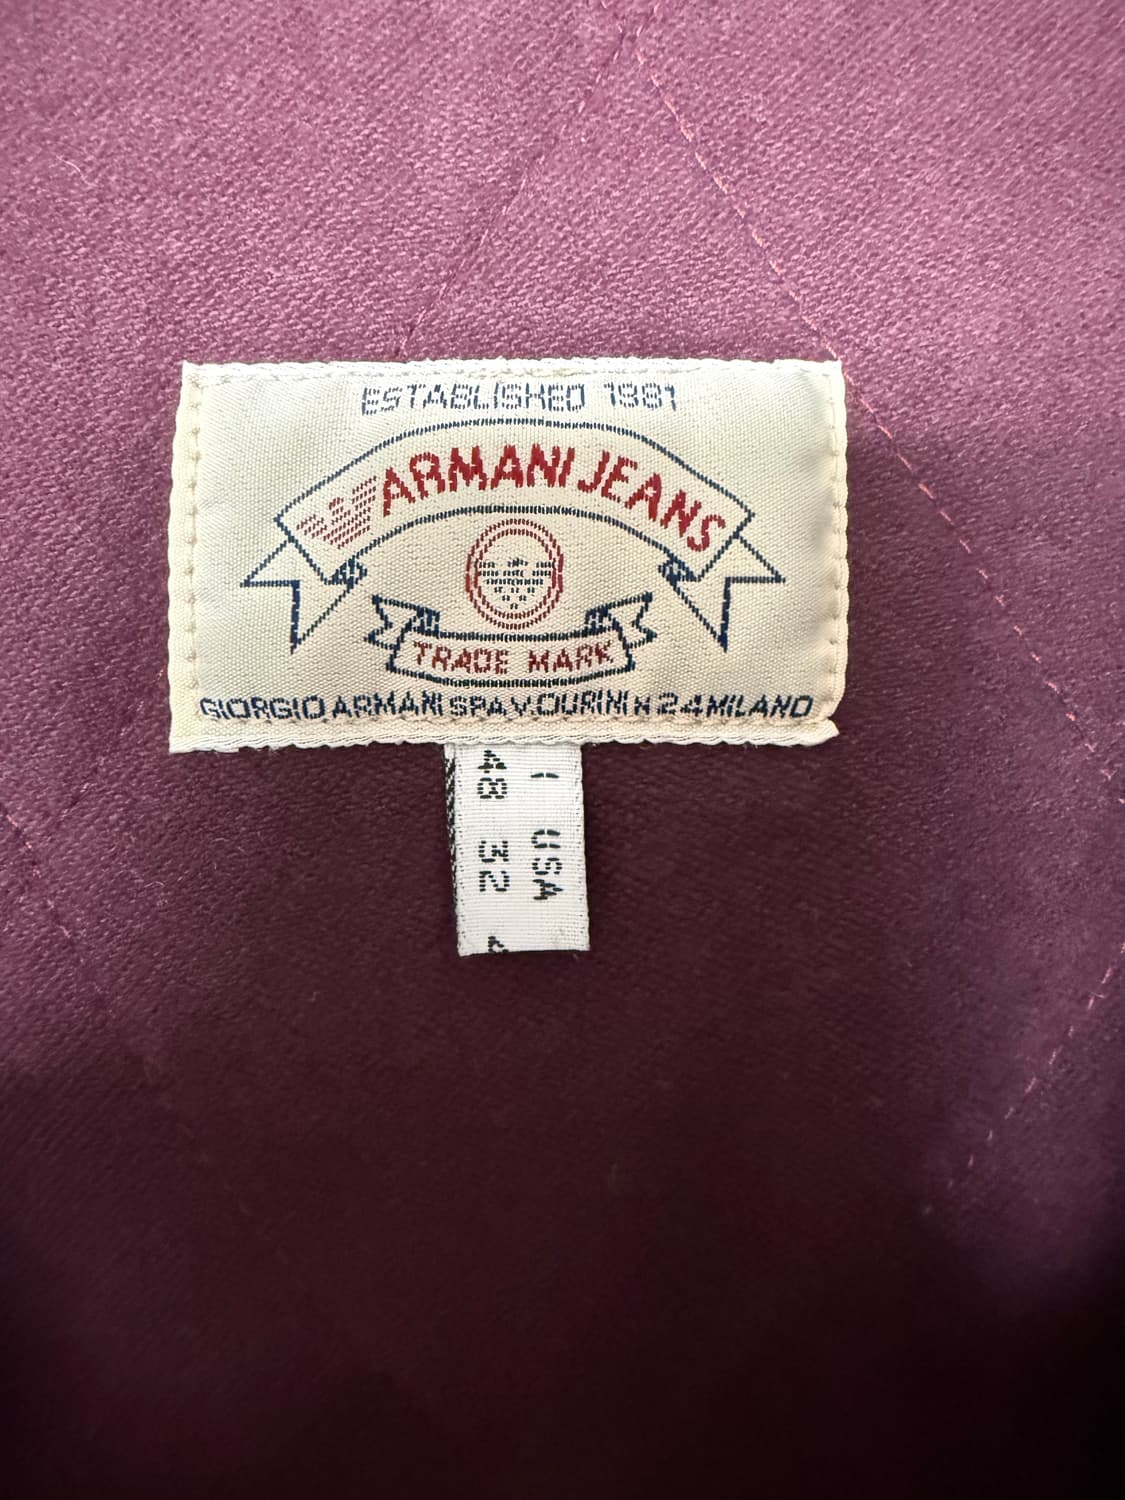 ESTABLISHED 1981
ARMANI JEANS
TRADE MARK
GIORGIO ARMANI SPA V.DURINI N 24 MILANO
I USA
48 32